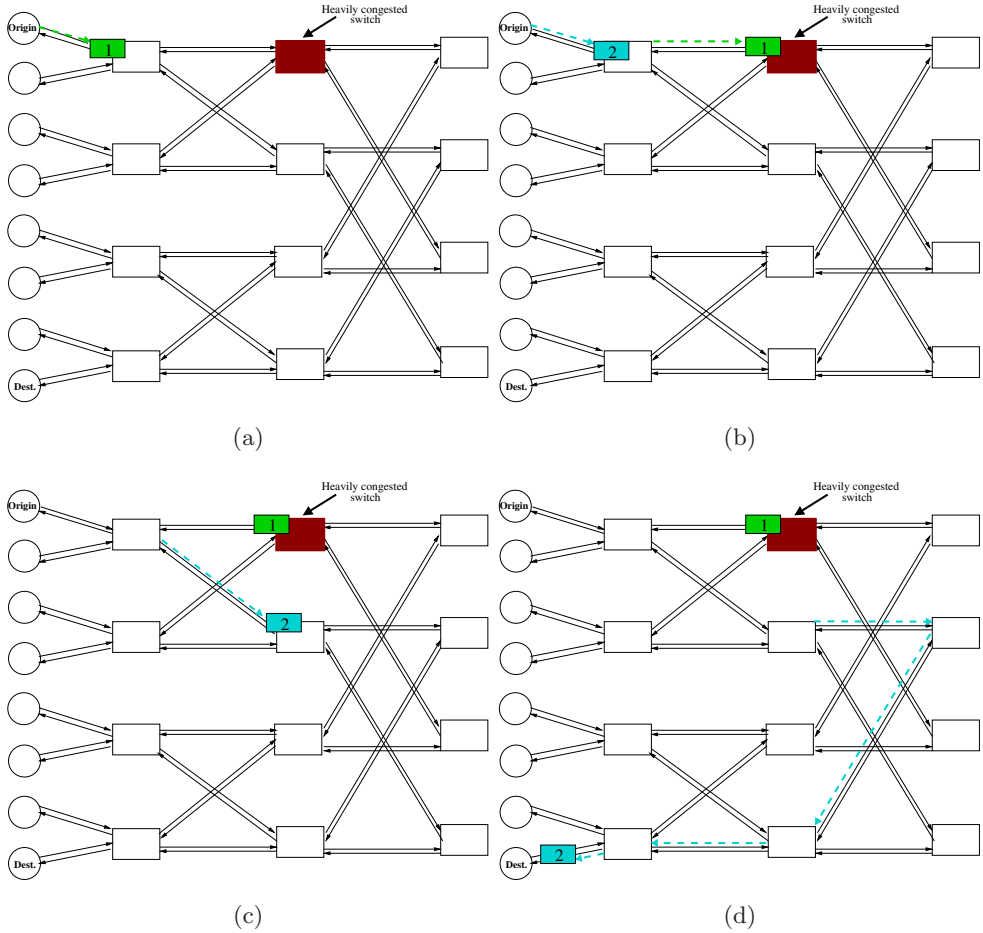 Heavily congested
switch
Origin
1
Dest.
(a)
Heavily congested
switch
Origin
2
1
Dest.
(b)
Heavily congested
switch
Origin
1
2
Dest.
(c)
Heavily congested
switch
Origin
1
Dest.
2
(d)